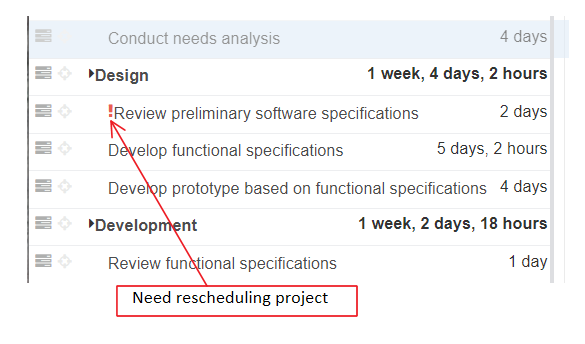 Conduct needs analysis 4 days
Design 1 week, 4 days, 2 hours
!Review preliminary software specifications 2 days
Develop functional specifications 5 days, 2 hours
Develop prototype based on functional specifications 4 days
Development 1 week, 2 days, 18 hours
Review functional specifications 1 day
Need rescheduling project